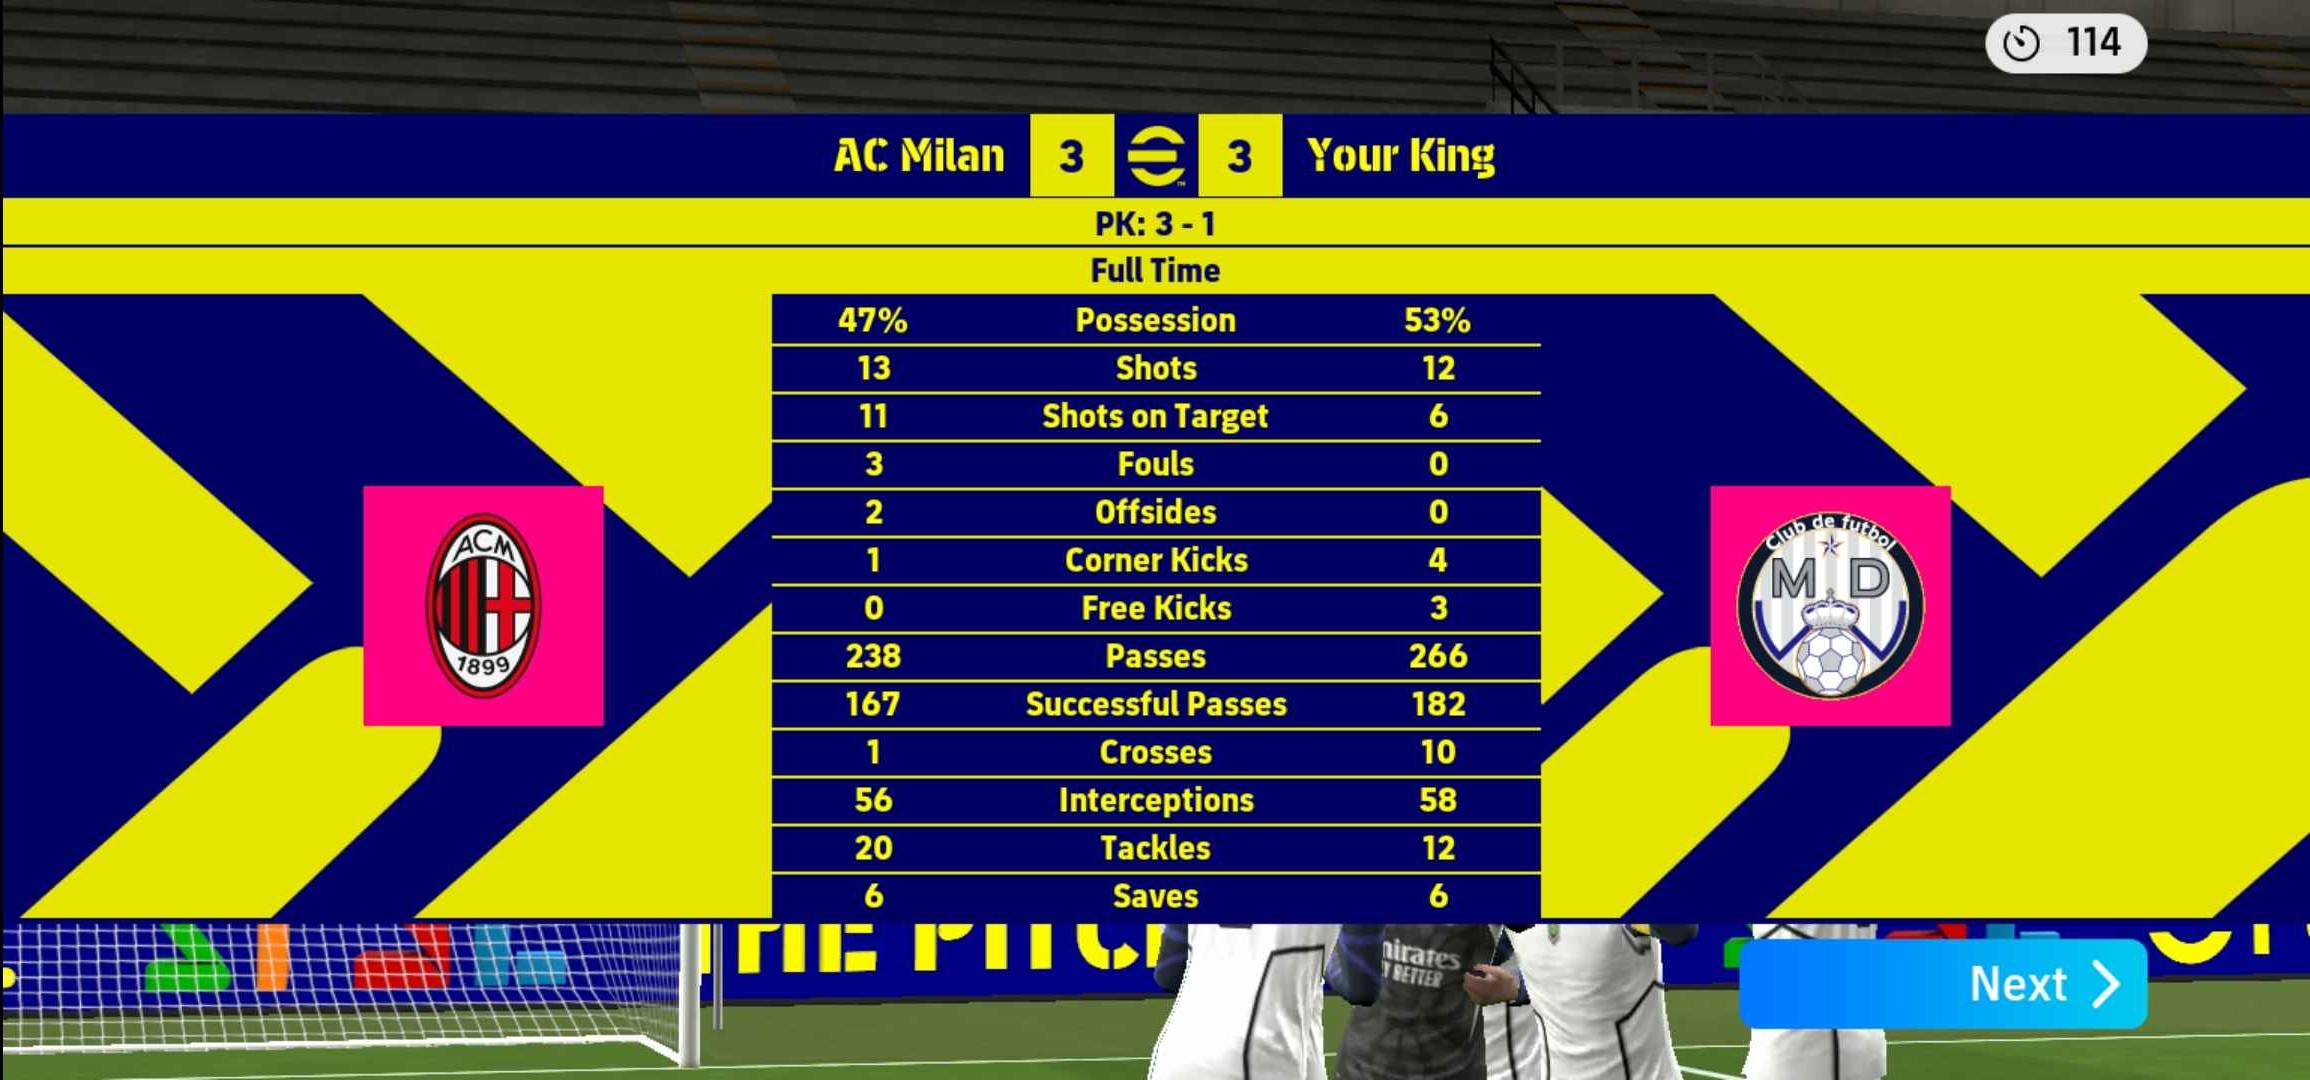 114
AC Milan 3 3 Your King
PK: 3 - 1
Full Time
47% Possession 53%
13 Shots 12
11 Shots on Target 6
3 Fouls 0
2 Offsides 0
1 Corner Kicks 4
0 Free Kicks 3
238 Passes 266
167 Successful Passes 182
1 Crosses 10
56 Interceptions 58
20 Tackles 12
6 Saves 6
ACM
1899
Club de futbol
M D
THE PITCH
BETTER
Next